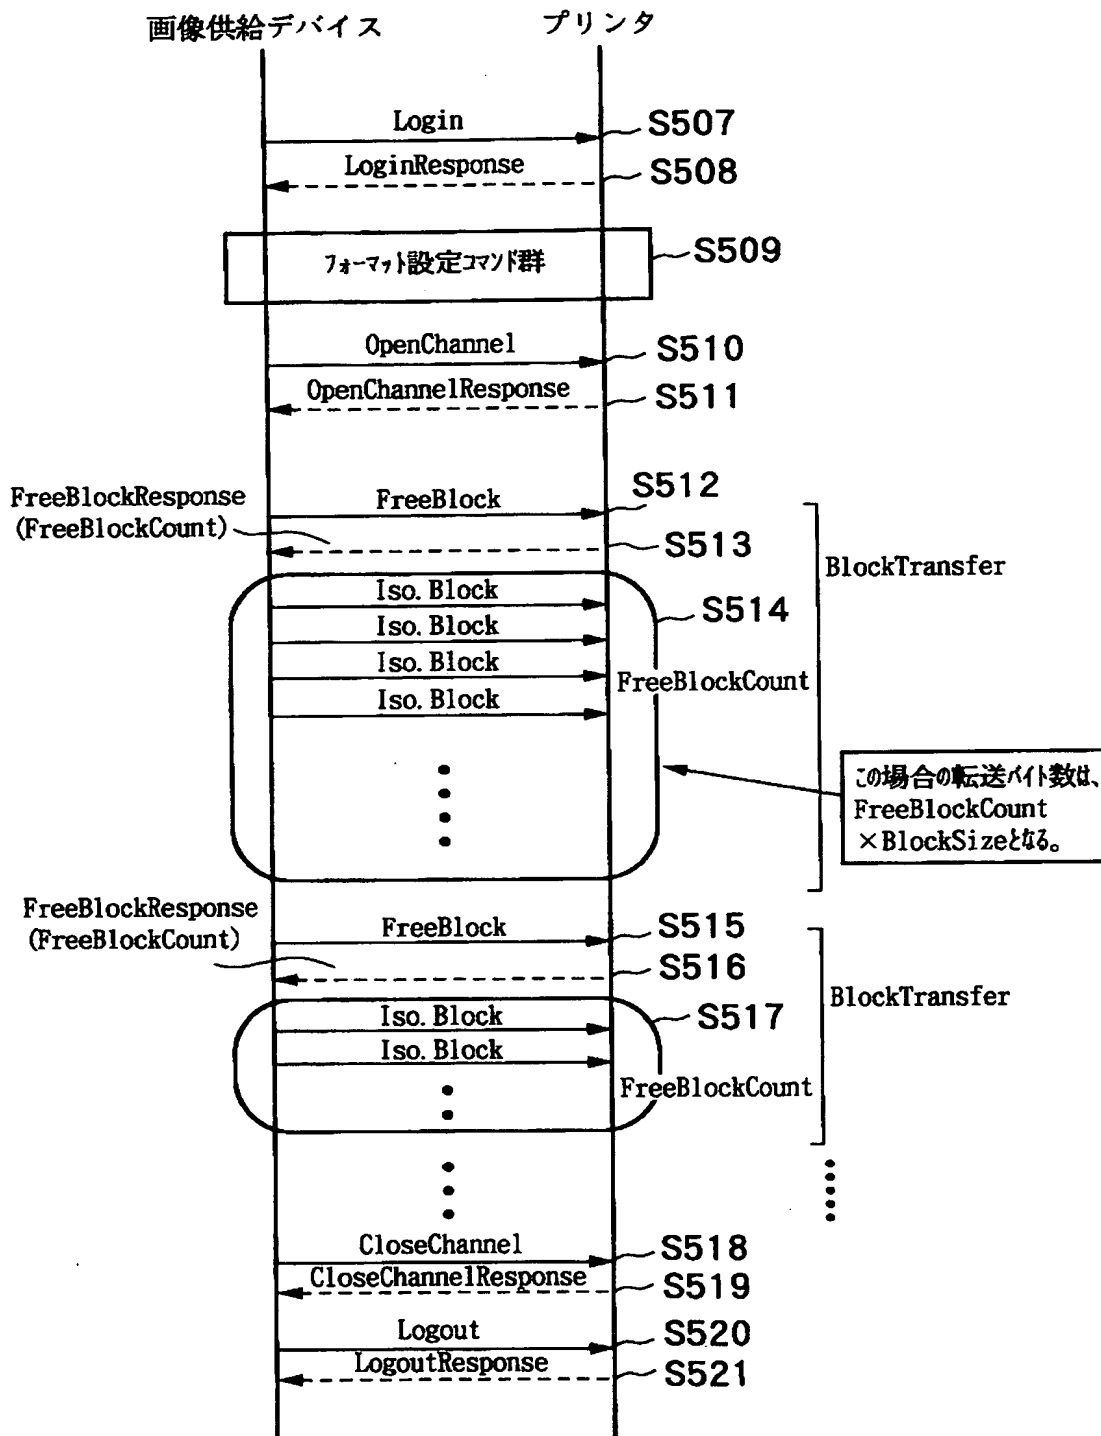 画像供給デバイス プリンタ
Login S507
LoginResponse S508
フォーマット設定コマンド群 S509
OpenChannel S510
OpenChannelResponse S511
FreeBlockResponse
(FreeBlockCount)
FreeBlock S512
S513
BlockTransfer
Iso.Block
Iso.Block
Iso.Block
Iso.Block
S514
FreeBlockCount
この場合の転送バイト数は、
FreeBlockCount
×BlockSizeとなる。
FreeBlockResponse
(FreeBlockCount)
FreeBlock S515
S516
BlockTransfer
Iso.Block
Iso.Block
S517
FreeBlockCount
CloseChannel S518
CloseChannelResponse S519
Logout S520
LogoutResponse S521